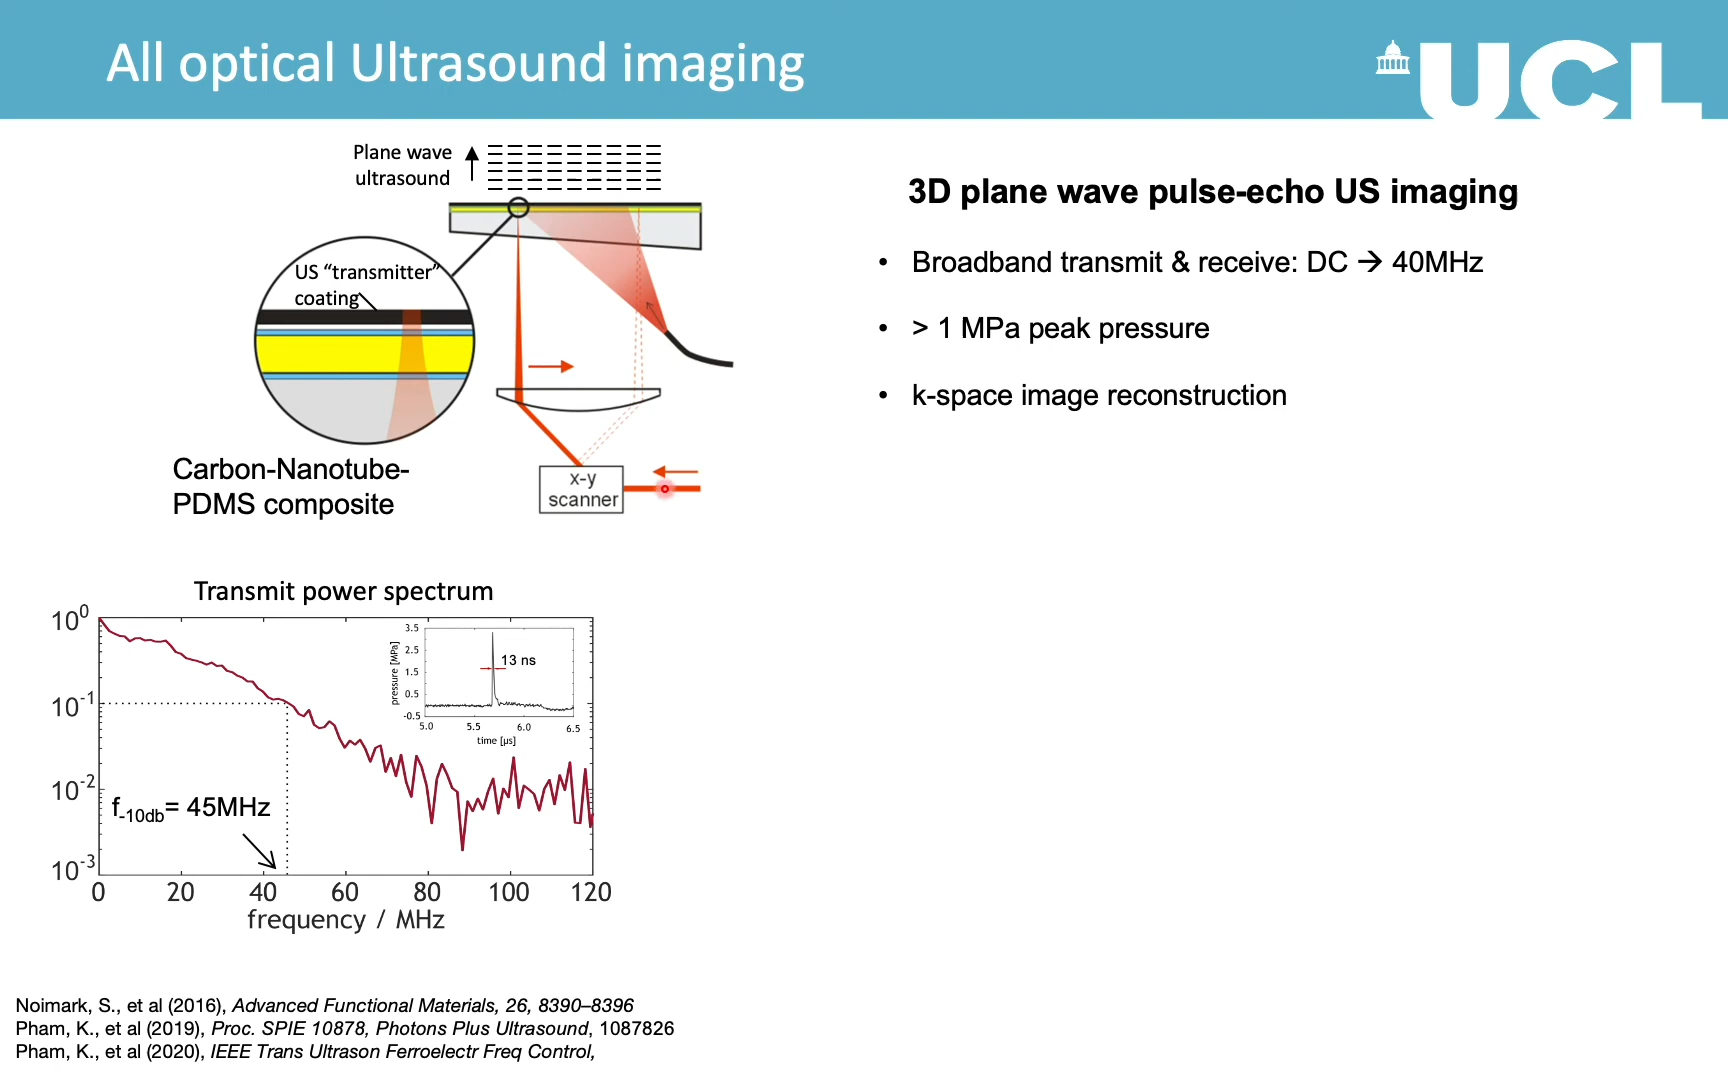 All optical Ultrasound imaging
UCL
Plane wave
ultrasound
US “transmitter”
coating
Carbon-Nanotube-
PDMS composite
x-y
scanner
3D plane wave pulse-echo US imaging
• Broadband transmit & receive: DC → 40MHz
• > 1 MPa peak pressure
• k-space image reconstruction
Transmit power spectrum
10^0
10^-1
10^-2
10^-3
f-10db= 45MHz
0 20 40 60 80 100 120
frequency / MHz
pressure [MPa]
3.5
2.5
1.5
0.5
-0.5
13 ns
5.0 5.5 6.0 6.5
time [µs]
Noimark, S., et al (2016), Advanced Functional Materials, 26, 8390–8396
Pham, K., et al (2019), Proc. SPIE 10878, Photons Plus Ultrasound, 1087826
Pham, K., et al (2020), IEEE Trans Ultrason Ferroelectr Freq Control,